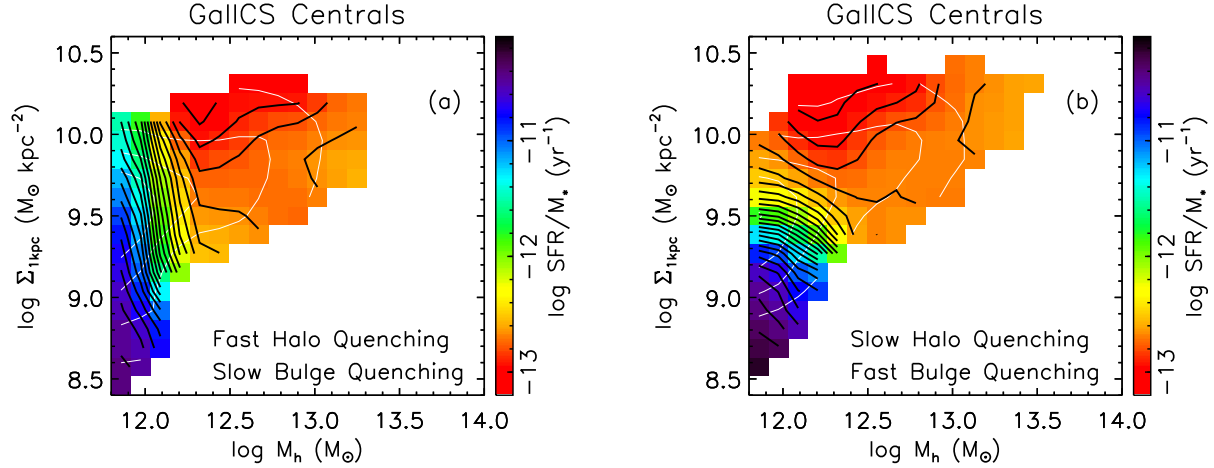 GalICS Centrals
(a)
Fast Halo Quenching
Slow Bulge Quenching
10.5
10.0
9.5
9.0
8.5
log Σ1kpc (M⊙ kpc⁻²)
12.0 12.5 13.0 13.5 14.0
log Mh (M⊙)
−11
−12
−13
log SFR/M* (yr⁻¹)
GalICS Centrals
(b)
Slow Halo Quenching
Fast Bulge Quenching
10.5
10.0
9.5
9.0
8.5
log Σ1kpc (M⊙ kpc⁻²)
12.0 12.5 13.0 13.5 14.0
log Mh (M⊙)
−11
−12
−13
log SFR/M* (yr⁻¹)